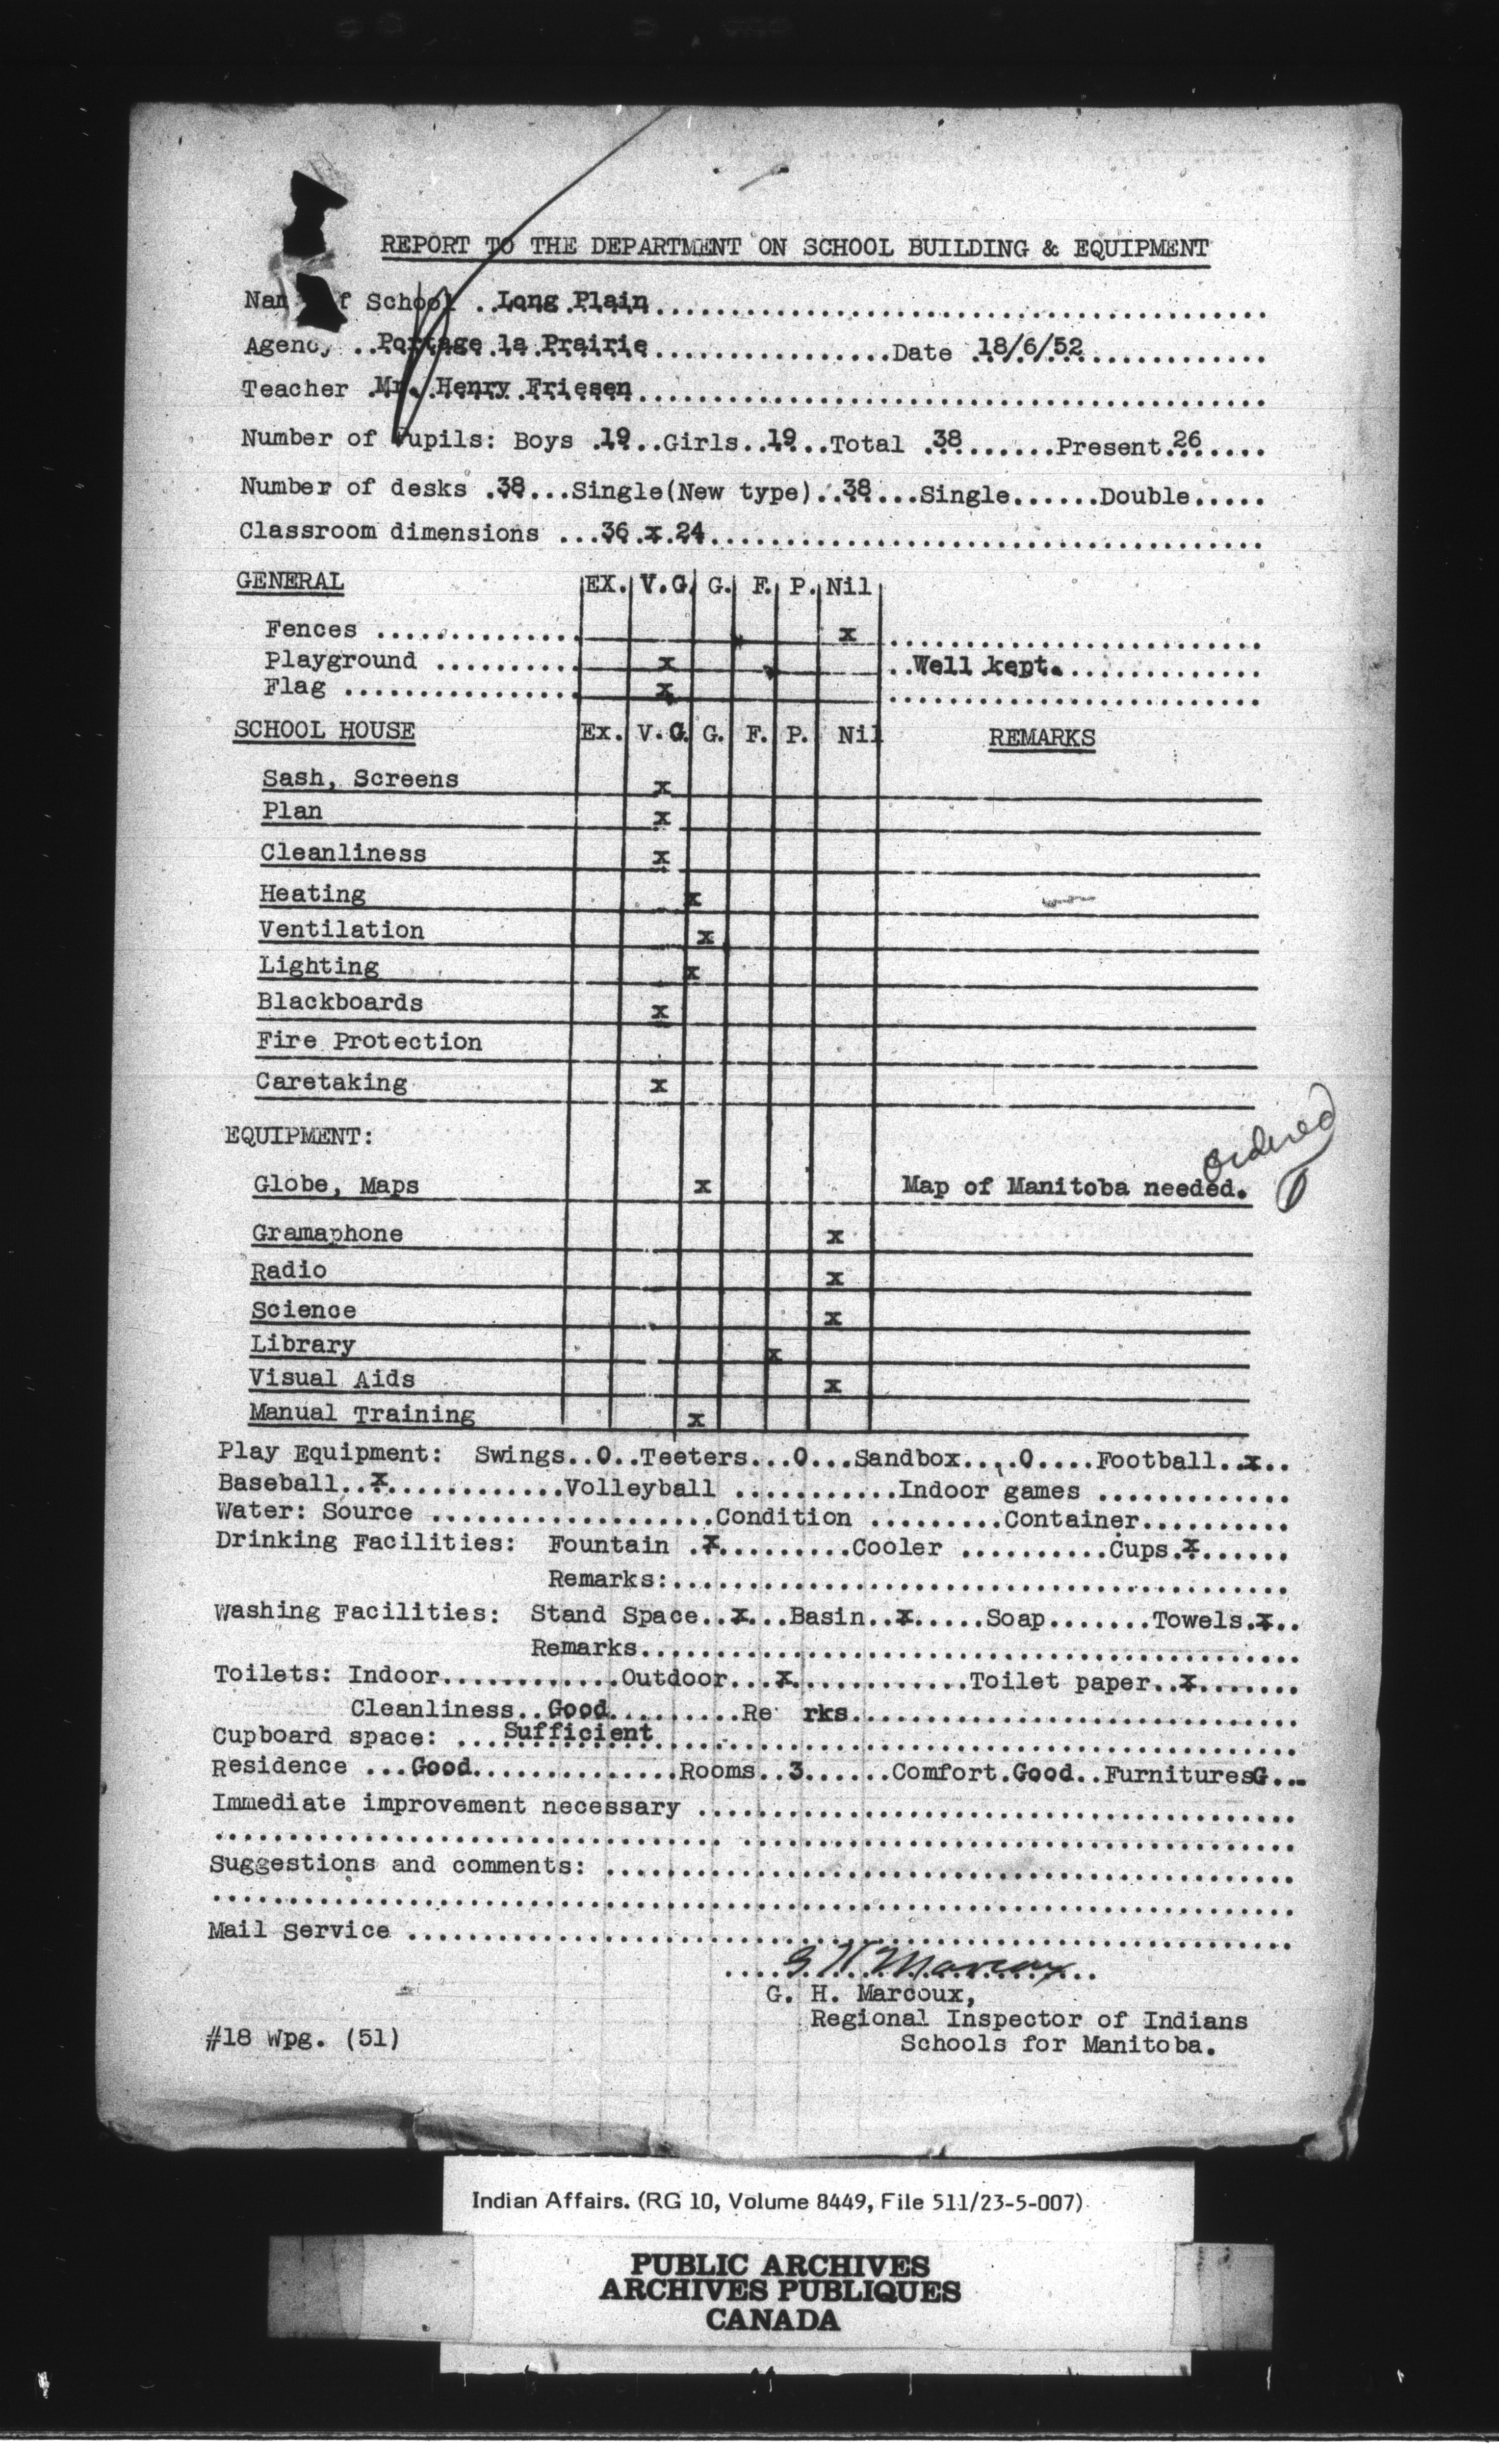 REPORT TO THE DEPARTMENT ON SCHOOL BUILDING & EQUIPMENT
Nam of School ..Long Plain..........
Agency ..Portage la Prairie..........Date 18/6/52..........
Teacher .Mr. Henry Friesen..........
Number of Pupils: Boys .19..Girls..19...Total .38........Present.26......
Number of desks .38...Single(New type)..38...Single......Double.....
Classroom dimensions ...36.x.24..........
GENERAL EX. V.G. G. F. P. Nil
Fences .............. x ..........
Playground .......... x ..Well kept...........
Flag ................ x ..........
SCHOOL HOUSE Ex. V.G. G. F. P. Nil REMARKS
Sash, Screens x
Plan x
Cleanliness x
Heating x
Ventilation x
Lighting x
Blackboards x
Fire Protection
Caretaking x
EQUIPMENT:
ordered
Globe, Maps x Map of Manitoba needed.
Gramaphone x
Radio x
Science x
Library x
Visual Aids x
Manual Training x
Play Equipment: Swings..0..Teeters...0...Sandbox.....0....Football..x..
Baseball..x............Volleyball ...........Indoor games .............
Water: Source ...................Condition .........Container..........
Drinking Facilities: Fountain .x.........Cooler ..........Cups.x......
Remarks:..........
Washing Facilities: Stand Space..x...Basin..x.....Soap.......Towels.x..
Remarks..........
Toilets: Indoor............Outdoor...x............Toilet paper..x.......
Cleanliness..Good.........Re rks..........
Cupboard space: ...Sufficient..........
Residence ...Good..............Rooms..3......Comfort.Good..FurnituresG...
Immediate improvement necessary ..........
..........
Suggestions and comments: ..........
..........
Mail Service ..........
....G. H. Marcoux..
G. H. Marcoux,
Regional Inspector of Indians
Schools for Manitoba.
#18 Wpg. (51)
Indian Affairs. (RG 10, Volume 8449, File 511/23-5-007)
PUBLIC ARCHIVES
ARCHIVES PUBLIQUES
CANADA